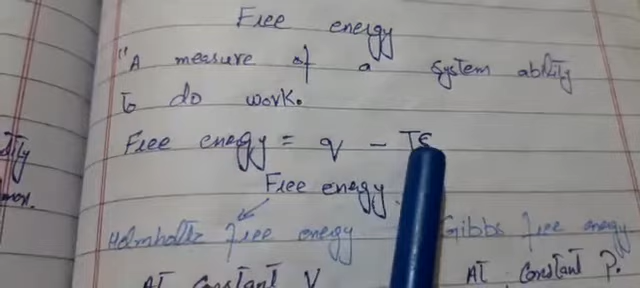 Free energy
"A measure of a system ability
to do work.
Free energy = q - TS
Free energy
Helmholtz free energy Gibbs free energy
At constant V At constant P.